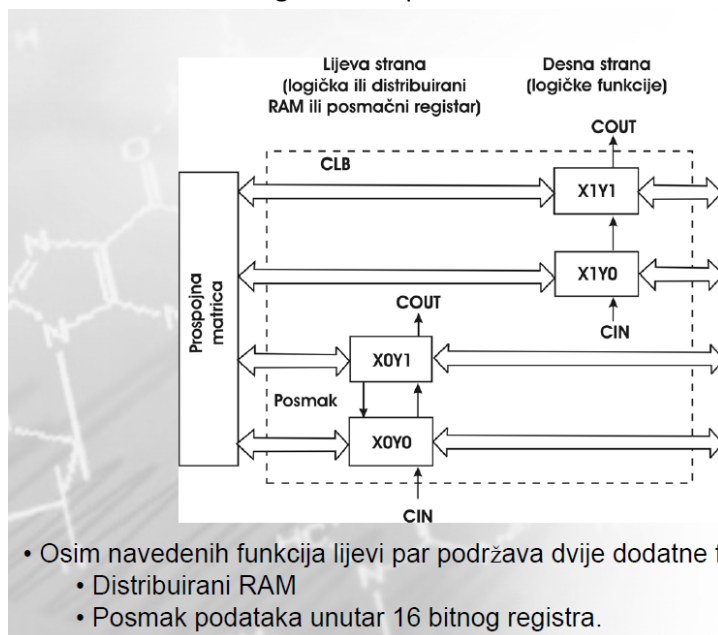 Lijeva strana
(logička ili distribuirani
RAM ili posmačni registar)
Desna strana
(logičke funkcije)
COUT
CLB
X1Y1
X1Y0
CIN
COUT
Prospojna
matrica
X0Y1
Posmak
X0Y0
CIN
• Osim navedenih funkcija lijevi par podržava dvije dodatne
• Distribuirani RAM
• Posmak podataka unutar 16 bitnog registra.